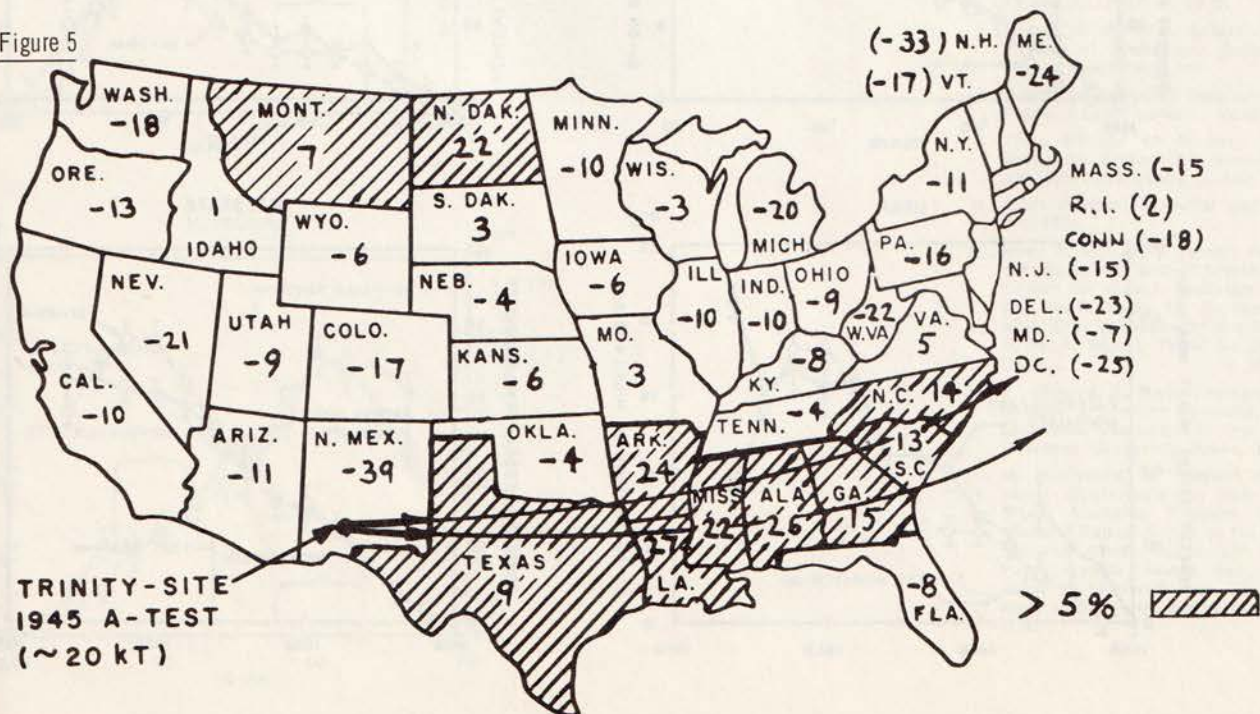 Figure 5
(-33) N.H.
(-17) VT.
ME.
-24
WASH.
-18
MONT.
7
N. DAK.
22
MINN.
-10
ORE.
-13
1
IDAHO
WYO.
-6
S. DAK.
3
WIS.
-3
-20
MICH.
N.Y.
-11
MASS. (-15
R.I. (2)
CONN (-18)
N.J. (-15)
DEL. (-23)
MD. (-7)
DC. (-25)
PA.
-16
NEV.
-21
UTAH
-9
COLO.
-17
NEB.
-4
IOWA
-6
ILL
-10
IND.
-10
OHIO
-9
-22
W.VA
VA.
5
CAL.
-10
KANS.
-6
MO.
3
-8
KY.
ARIZ.
-11
N. MEX.
-39
OKLA.
-4
ARK.
24
TENN.
-4
N.C. 14
13
S.C
MISS
22
ALA
26
GA.
15
TEXAS
9
27
LA.
-8
FLA.
TRINITY-SITE
1945 A-TEST
(~20 KT)
> 5%